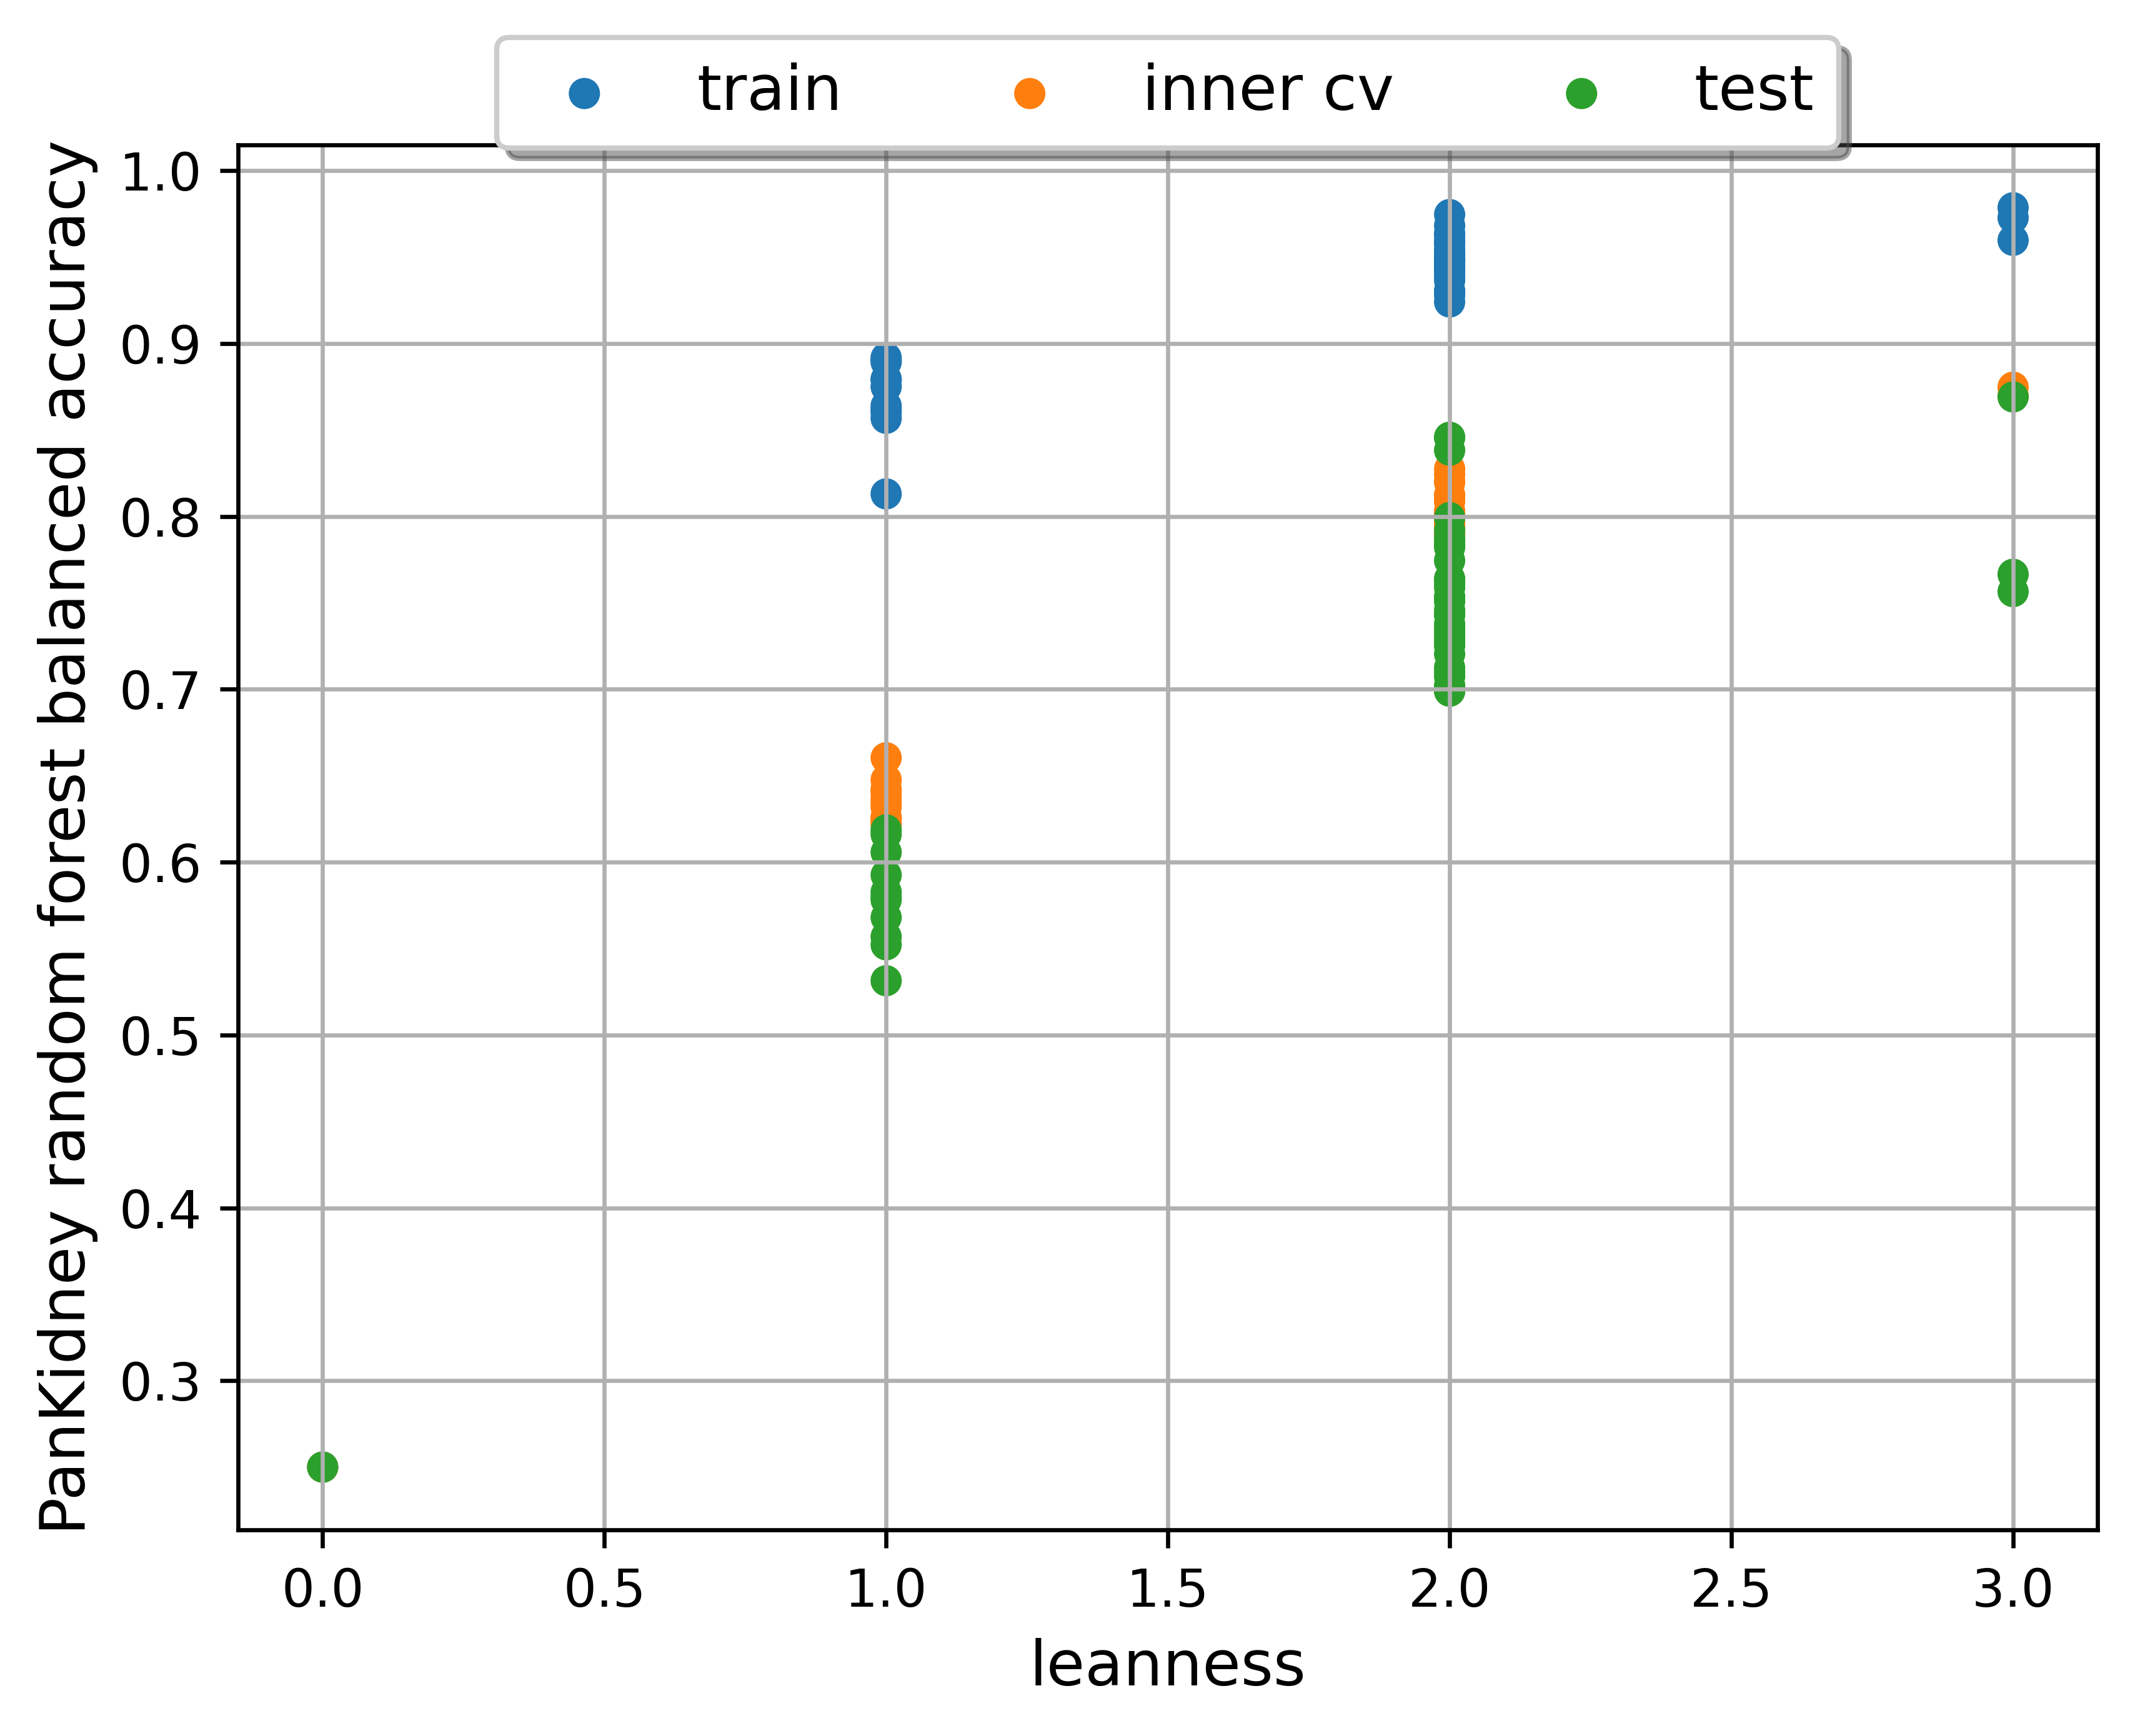 train inner cv test
PanKidney random forest balanced accuracy
1.0
0.9
0.8
0.7
0.6
0.5
0.4
0.3
0.0 0.5 1.0 1.5 2.0 2.5 3.0
leanness